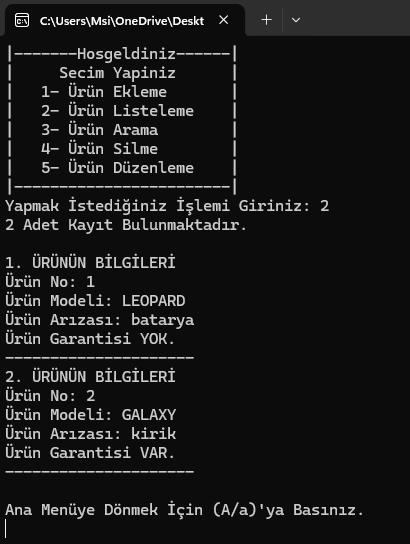 C:\Users\Msi\OneDrive\Deskt
|-------Hosgeldiniz------|
| Secim Yapiniz |
| 1- Ürün Ekleme |
| 2- Ürün Listeleme |
| 3- Ürün Arama |
| 4- Ürün Silme |
| 5- Ürün Düzenleme |
|------------------------|
Yapmak İstediğiniz İşlemi Giriniz: 2
2 Adet Kayıt Bulunmaktadır.
1. ÜRÜNÜN BİLGİLERİ
Ürün No: 1
Ürün Modeli: LEOPARD
Ürün Arızası: batarya
Ürün Garantisi YOK.
---------------------
2. ÜRÜNÜN BİLGİLERİ
Ürün No: 2
Ürün Modeli: GALAXY
Ürün Arızası: kirik
Ürün Garantisi VAR.
---------------------
Ana Menüye Dönmek İçin (A/a)'ya Basınız.